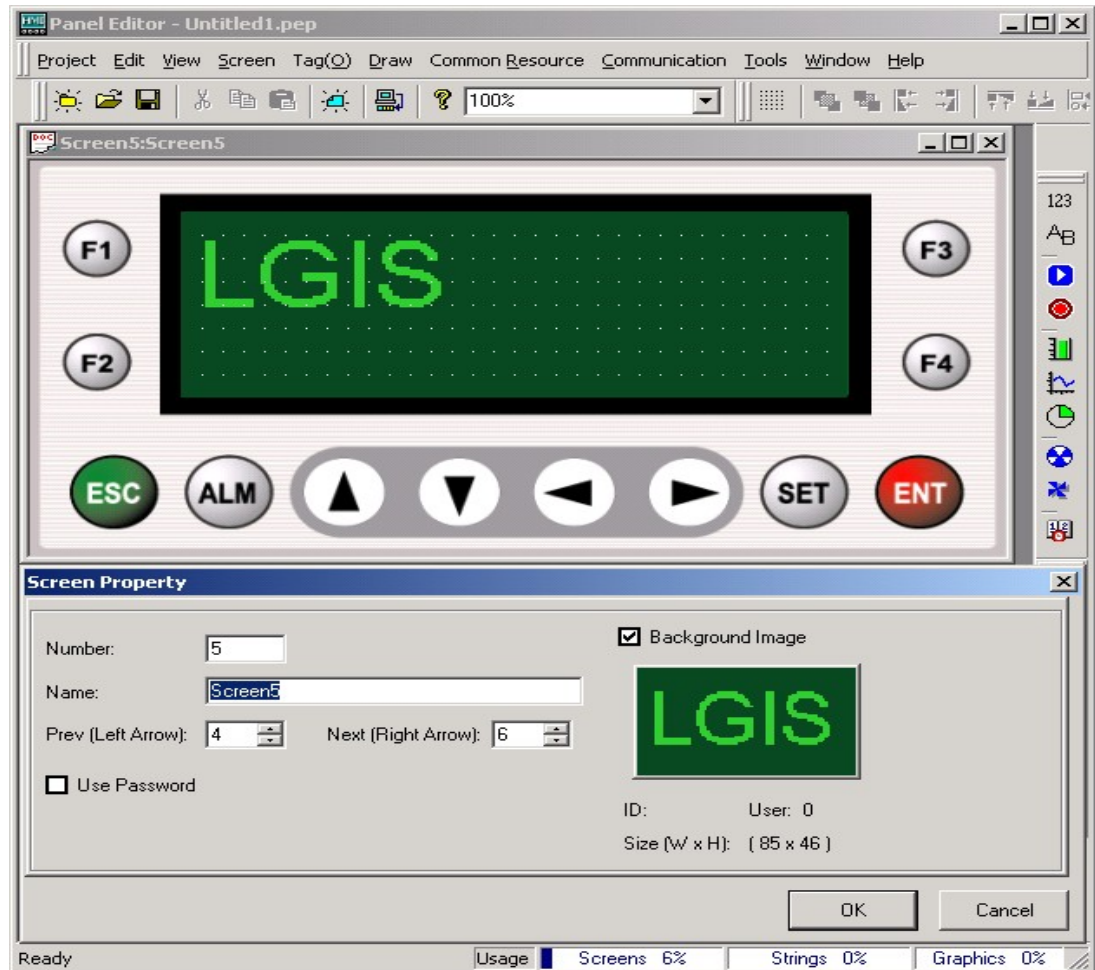 Panel Editor - Untitled1.pep
Project Edit View Screen Tag(O) Draw Common Resource Communication Tools Window Help
100%
Screen5:Screen5
LGIS
F1
F2
F3
F4
ESC ALM SET ENT
123
AB
Screen Property
Number: 5
Name: Screen5
Prev (Left Arrow): 4 Next (Right Arrow): 6
Use Password
Background Image
LGIS
ID: User: 0
Size (W x H): ( 85 x 46 )
OK Cancel
Ready Usage Screens 6% Strings 0% Graphics 0%